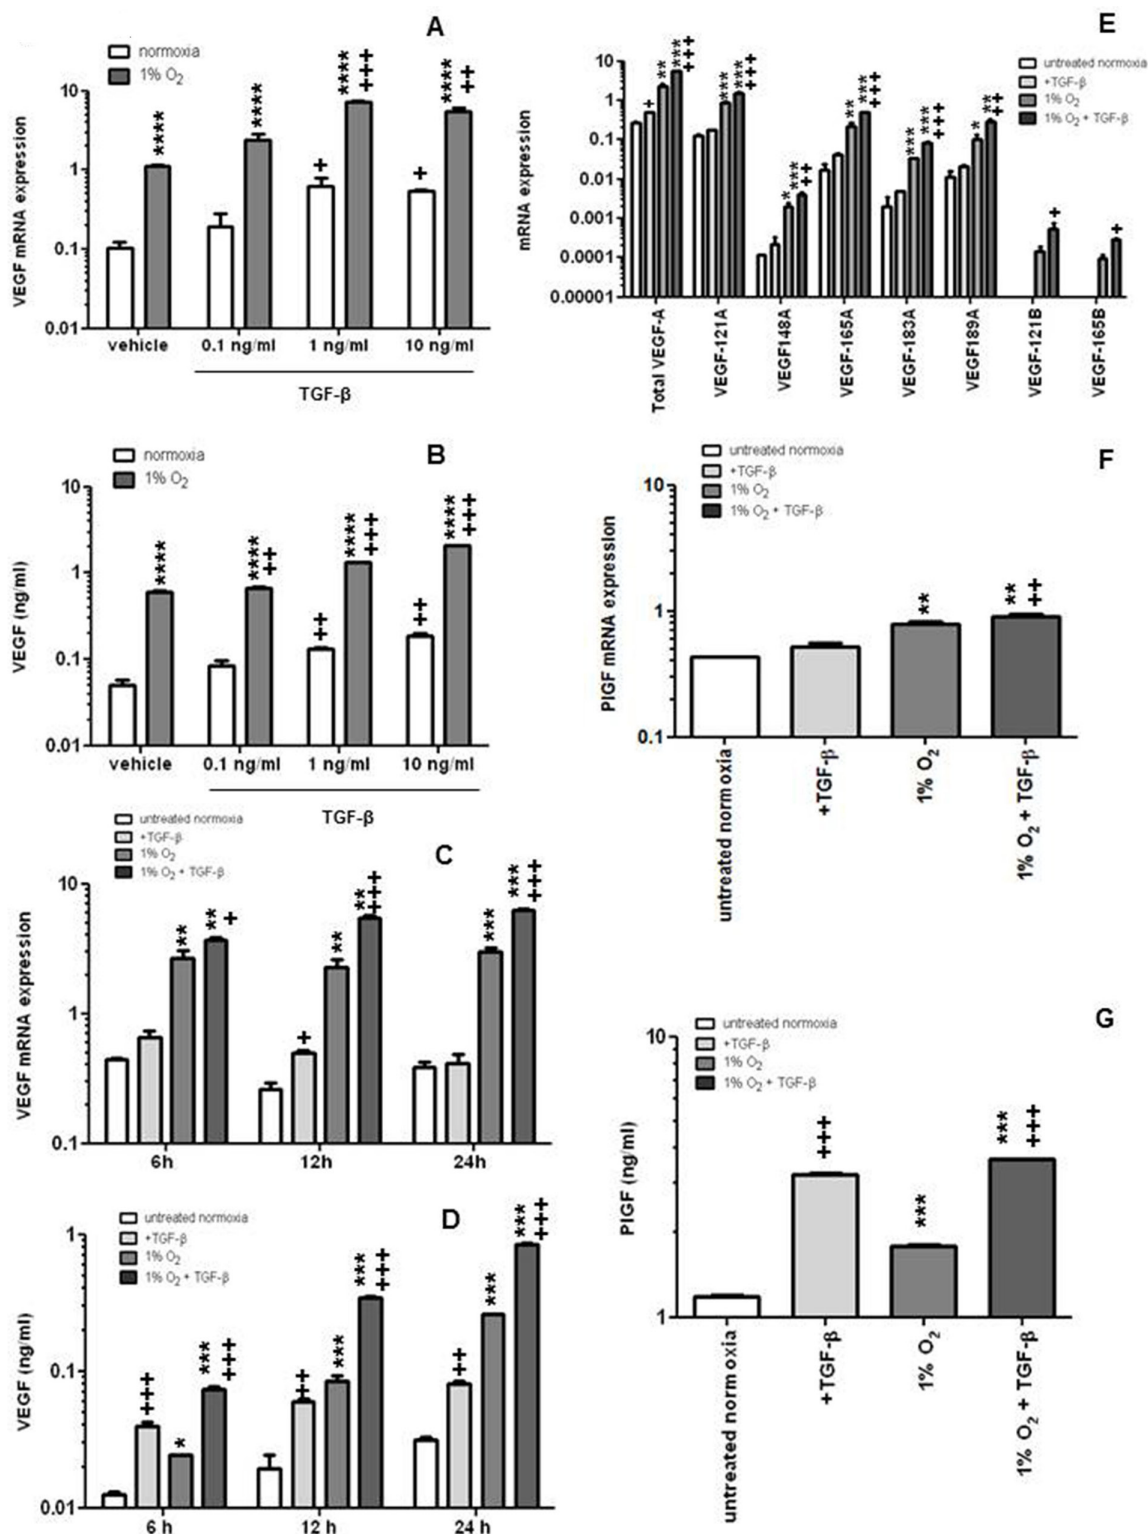 A
normoxia
1% O2
****
****
****
+++
****
++
+
+
VEGF mRNA expression
10
1
0.1
0.01
vehicle
0.1 ng/ml
1 ng/ml
10 ng/ml
TGF-β
B
normoxia
1% O2
****
****
++
++
****
+++
++
****
+++
VEGF (ng/ml)
10
1
0.1
0.01
vehicle
0.1 ng/ml
1 ng/ml
10 ng/ml
TGF-β
C
untreated normoxia
+TGF-β
1% O2
1% O2 + TGF-β
**
**
+
+
**
**
+++
***
***
+++
VEGF mRNA expression
10
1
0.1
6h
12h
24h
D
untreated normoxia
+TGF-β
1% O2
1% O2 + TGF-β
+++
*
***
+++
++
***
***
+++
++
***
***
+++
VEGF (ng/ml)
1
0.1
0.01
6 h
12 h
24 h
E
untreated normoxia
+TGF-β
1% O2
1% O2 + TGF-β
+
**
***
+++
***
***
+++
*
***
++
**
***
+++
***
***
+++
*
**
++
+
+
mRNA expression
10
1
0.1
0.01
0.001
0.0001
0.00001
Total VEGF-A
VEGF-121A
VEGF148A
VEGF-165A
VEGF-183A
VEGF189A
VEGF-121B
VEGF-165B
F
untreated normoxia
+TGF-β
1% O2
1% O2 + TGF-β
**
**
++
PlGF mRNA expression
10
1
0.1
untreated normoxia
+TGF-β
1% O2
1% O2 + TGF-β
G
untreated normoxia
+TGF-β
1% O2
1% O2 + TGF-β
+++
***
***
+++
PlGF (ng/ml)
10
1
untreated normoxia
+TGF-β
1% O2
1% O2 + TGF-β